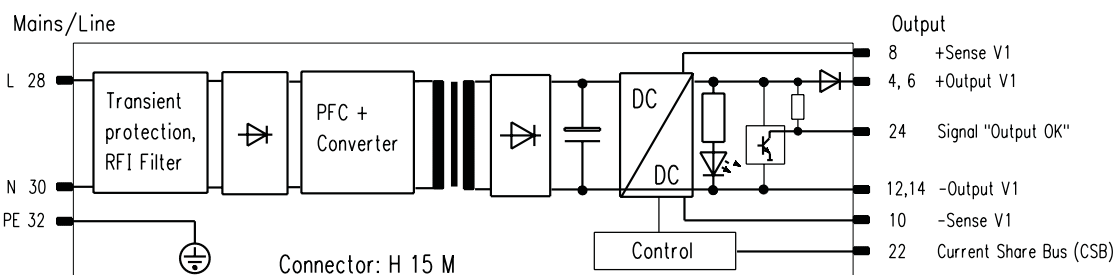 Mains/Line
Output
L 28
N 30
PE 32
Transient
protection,
RFI Filter
PFC +
Converter
DC
DC
Control
Connector: H 15 M
8 +Sense V1
4, 6 +Output V1
24 Signal "Output OK"
12,14 -Output V1
10 -Sense V1
22 Current Share Bus (CSB)